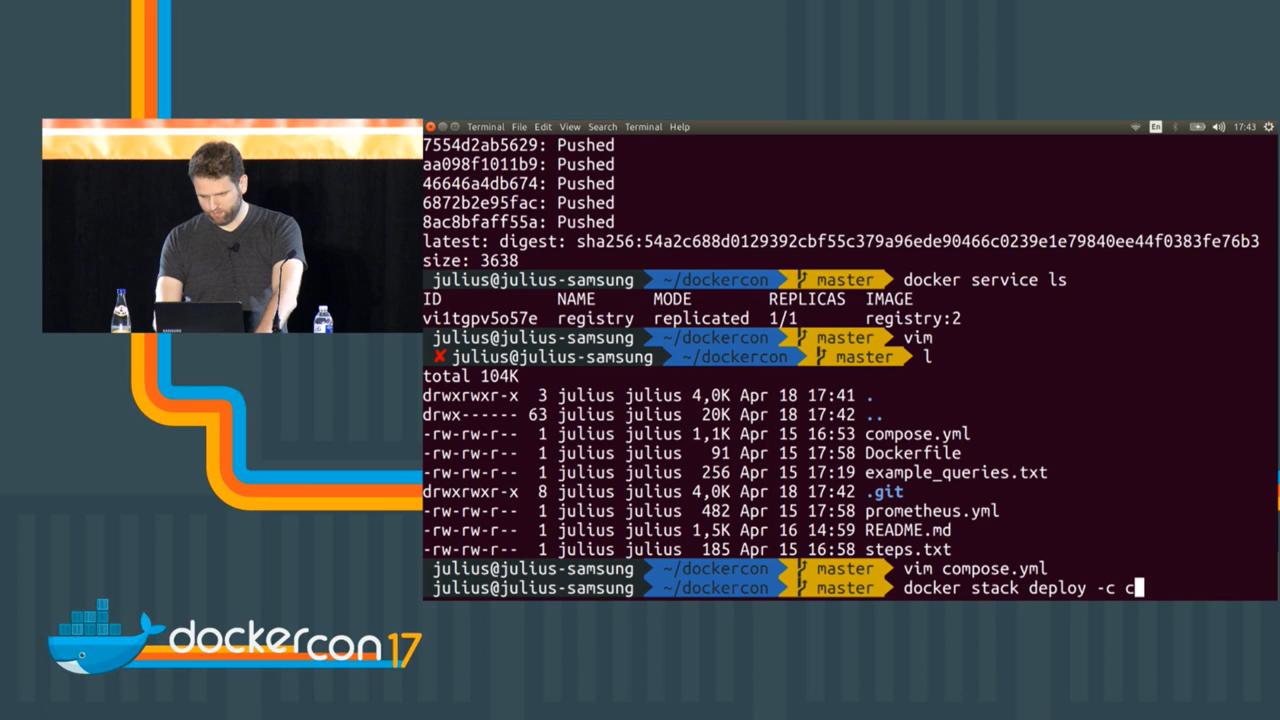 Terminal File Edit View Search Terminal Help En 17:43
7554d2ab5629: Pushed
aa098f1011b9: Pushed
46646a4db674: Pushed
6872b2e95fac: Pushed
8ac8bfaff55a: Pushed
latest: digest: sha256:54a2c688d0129392cbf55c379a96ede90466c0239e1e79840ee44f0383fe76b3
size: 3638
julius@julius-samsung ~/dockercon master docker service ls
ID NAME MODE REPLICAS IMAGE
vi1tgpv5o57e registry replicated 1/1 registry:2
julius@julius-samsung ~/dockercon master vim
✘ julius@julius-samsung ~/dockercon master l
total 104K
drwxrwxr-x 3 julius julius 4,0K Apr 18 17:41 .
drwx------ 63 julius julius 20K Apr 18 17:42 ..
-rw-rw-r-- 1 julius julius 1,1K Apr 15 16:53 compose.yml
-rw-rw-r-- 1 julius julius 91 Apr 15 17:58 Dockerfile
-rw-rw-r-- 1 julius julius 256 Apr 15 17:19 example_queries.txt
drwxrwxr-x 8 julius julius 4,0K Apr 18 17:42 .git
-rw-rw-r-- 1 julius julius 482 Apr 15 17:58 prometheus.yml
-rw-rw-r-- 1 julius julius 1,5K Apr 16 14:59 README.md
-rw-rw-r-- 1 julius julius 185 Apr 15 16:58 steps.txt
julius@julius-samsung ~/dockercon master vim compose.yml
julius@julius-samsung ~/dockercon master docker stack deploy -c c
SAMSUNG
dockercon 17